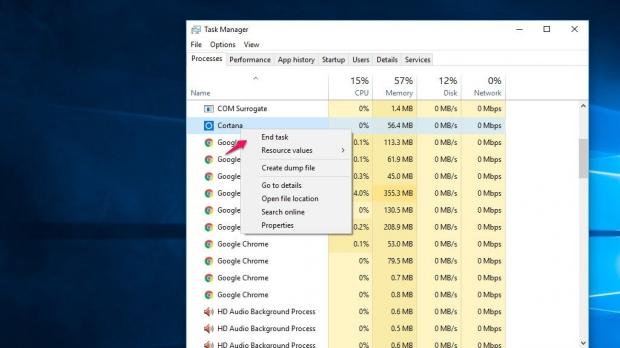 Task Manager
File Options View
Processes Performance App history Startup Users Details Services
15% 57% 12% 0%
Name CPU Memory Disk Network
COM Surrogate 0% 1.4 MB 0 MB/s 0 Mbps
Cortana 0% 56.4 MB 0 MB/s 0 Mbps
End task
Goog 0.1% 113.3 MB 0 MB/s 0 Mbps
Resource values
Goog 0% 61.9 MB 0 MB/s 0 Mbps
Create dump file
Goog 0.3% 45.0 MB 0 MB/s 0 Mbps
Go to details
Goog 4.0% 355.3 MB 0 MB/s 0 Mbps
Open file location
Goog 0% 130.5 MB 0 MB/s 0 Mbps
Search online
Goog 0.2% 208.9 MB 0 MB/s 0 Mbps
Properties
Google Chrome 0.1% 53.0 MB 0 MB/s 0 Mbps
Google Chrome 0% 79.5 MB 0 MB/s 0 Mbps
Google Chrome 0% 0.7 MB 0 MB/s 0 Mbps
Google Chrome 0% 0.8 MB 0 MB/s 0 Mbps
HD Audio Background Process 0% 0.6 MB 0 MB/s 0 Mbps
HD Audio Background Process 0% 0.5 MB 0 MB/s 0 Mbps
HD Audio Background Process 0% 0.6 MB 0 MB/s 0 Mbps